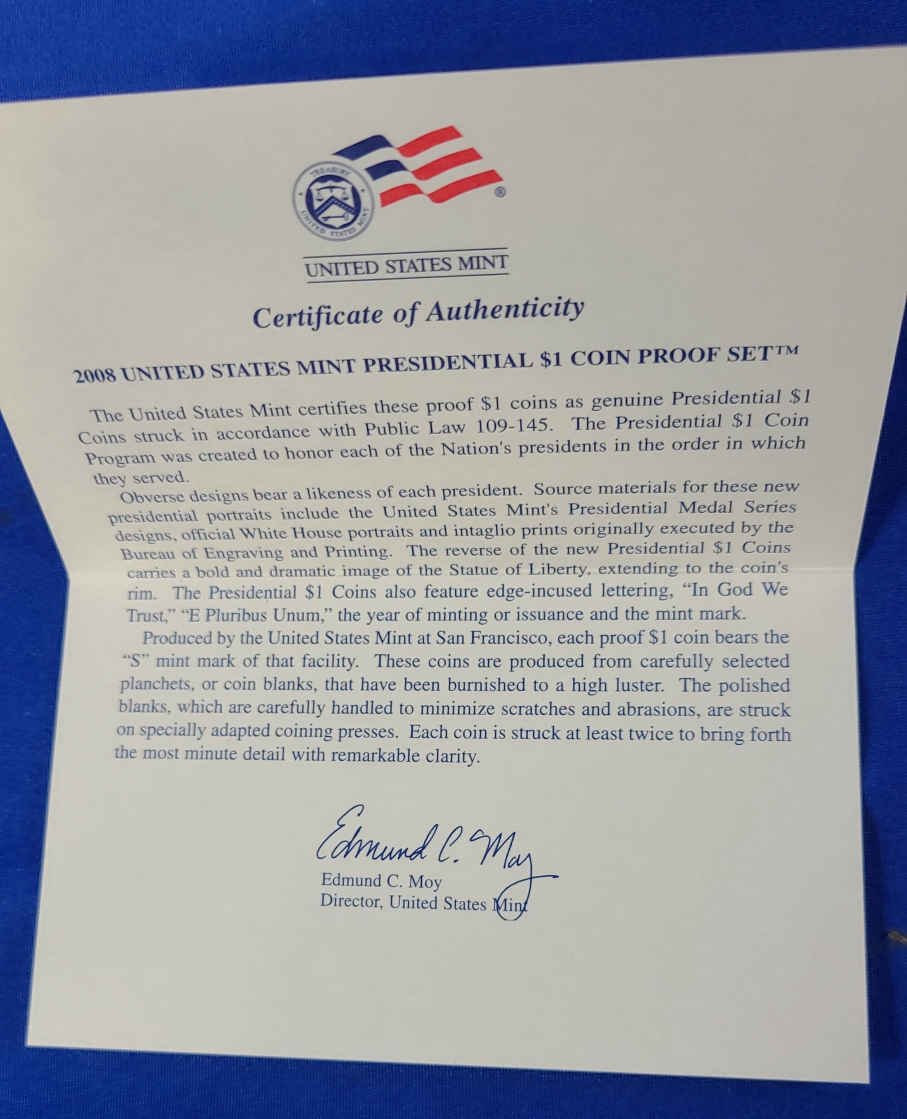 TREASURY
UNITED STATES MINT
®
UNITED STATES MINT
Certificate of Authenticity
2008 UNITED STATES MINT PRESIDENTIAL $1 COIN PROOF SET™
The United States Mint certifies these proof $1 coins as genuine Presidential $1
Coins struck in accordance with Public Law 109-145. The Presidential $1 Coin
Program was created to honor each of the Nation's presidents in the order in which
they served.
Obverse designs bear a likeness of each president. Source materials for these new
presidential portraits include the United States Mint's Presidential Medal Series
designs, official White House portraits and intaglio prints originally executed by the
Bureau of Engraving and Printing. The reverse of the new Presidential $1 Coins
carries a bold and dramatic image of the Statue of Liberty, extending to the coin's
rim. The Presidential $1 Coins also feature edge-incused lettering, “In God We
Trust,” “E Pluribus Unum,” the year of minting or issuance and the mint mark.
Produced by the United States Mint at San Francisco, each proof $1 coin bears the
“S” mint mark of that facility. These coins are produced from carefully selected
planchets, or coin blanks, that have been burnished to a high luster. The polished
blanks, which are carefully handled to minimize scratches and abrasions, are struck
on specially adapted coining presses. Each coin is struck at least twice to bring forth
the most minute detail with remarkable clarity.
Edmund C. Moy
Edmund C. Moy
Director, United States Mint